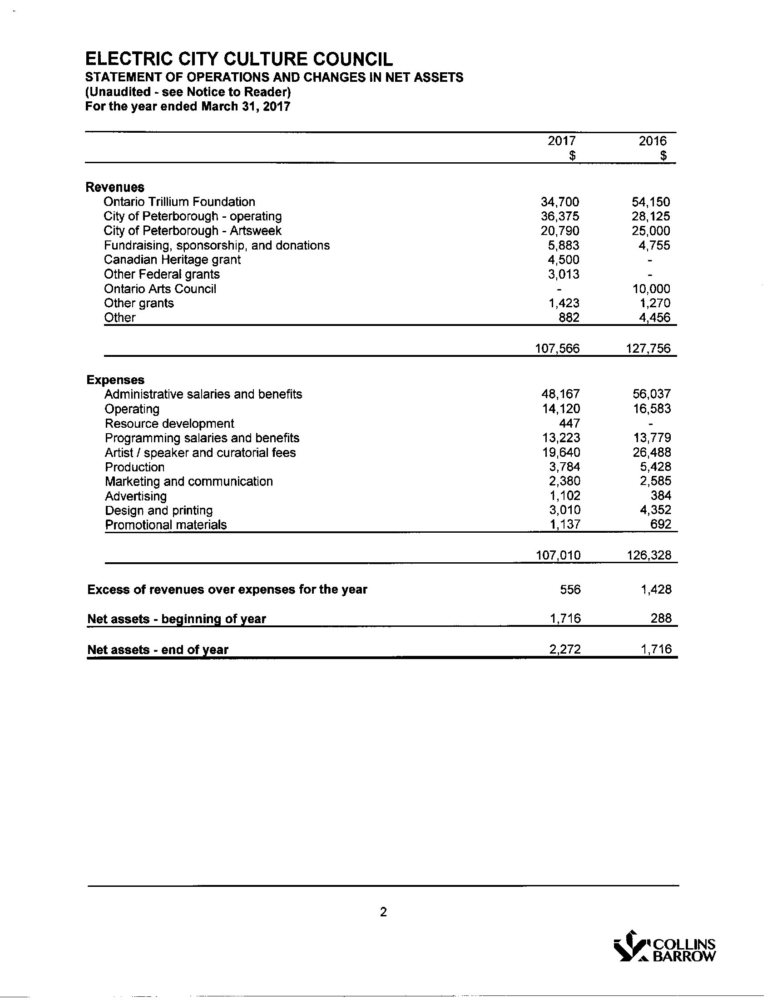 ELECTRIC CITY CULTURE COUNCIL
STATEMENT OF OPERATIONS AND CHANGES IN NET ASSETS
(Unaudited - see Notice to Reader)
For the year ended March 31, 2017
2017 2016
$ $
Revenues
Ontario Trillium Foundation 34,700 54,150
City of Peterborough - operating 36,375 28,125
City of Peterborough - Artsweek 20,790 25,000
Fundraising, sponsorship, and donations 5,883 4,755
Canadian Heritage grant 4,500 -
Other Federal grants 3,013 -
Ontario Arts Council - 10,000
Other grants 1,423 1,270
Other 882 4,456
107,566 127,756
Expenses
Administrative salaries and benefits 48,167 56,037
Operating 14,120 16,583
Resource development 447 -
Programming salaries and benefits 13,223 13,779
Artist / speaker and curatorial fees 19,640 26,488
Production 3,784 5,428
Marketing and communication 2,380 2,585
Advertising 1,102 384
Design and printing 3,010 4,352
Promotional materials 1,137 692
107,010 126,328
Excess of revenues over expenses for the year 556 1,428
Net assets - beginning of year 1,716 288
Net assets - end of year 2,272 1,716
2
COLLINS
BARROW